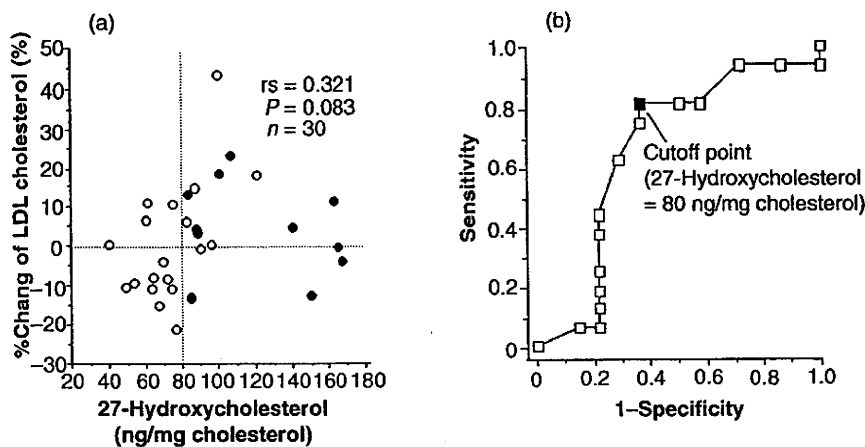 (a)
%Chang of LDL cholesterol (%)
50
40
30
20
10
0
−10
−20
−30
rs = 0.321
P = 0.083
n = 30
20 40 60 80 100 120 140 160 180
27-Hydroxycholesterol
(ng/mg cholesterol)
(b)
Sensitivity
1.0
0.8
0.6
0.4
0.2
0
Cutoff point
(27-Hydroxycholesterol
= 80 ng/mg cholesterol)
0 0.2 0.4 0.6 0.8 1.0
1–Specificity